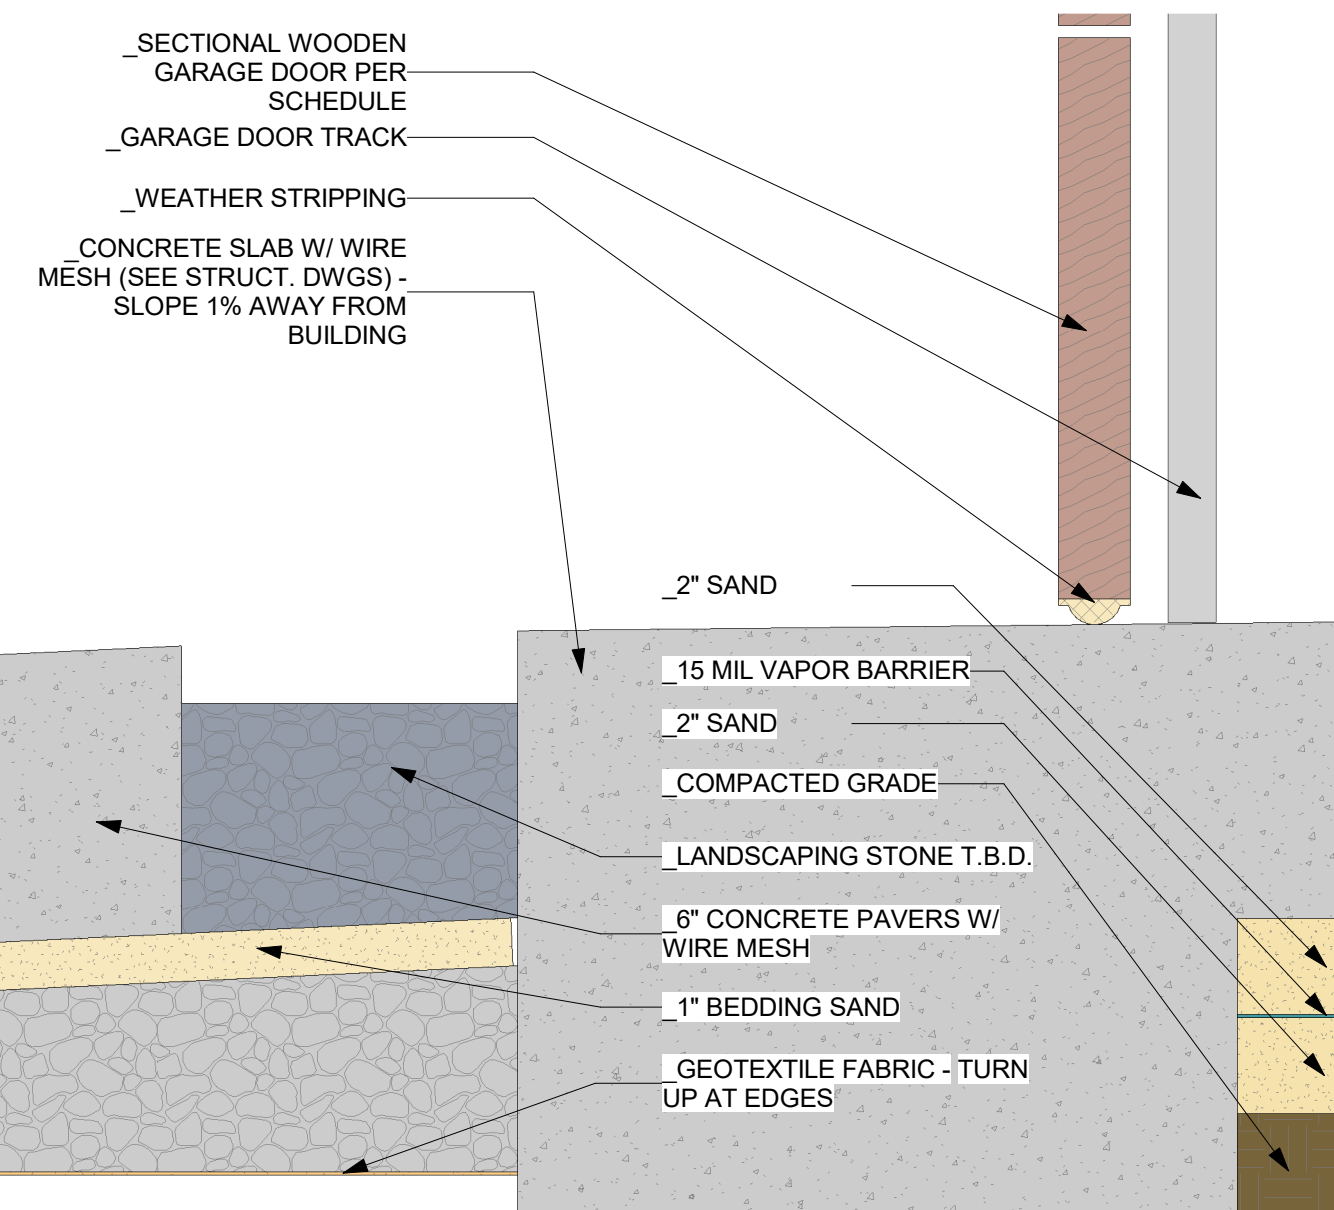 _SECTIONAL WOODEN
GARAGE DOOR PER
SCHEDULE
_GARAGE DOOR TRACK
_WEATHER STRIPPING
_CONCRETE SLAB W/ WIRE
MESH (SEE STRUCT. DWGS) -
SLOPE 1% AWAY FROM
BUILDING
_2" SAND
_15 MIL VAPOR BARRIER
_2" SAND
_COMPACTED GRADE
_LANDSCAPING STONE T.B.D.
_6" CONCRETE PAVERS W/
WIRE MESH
_1" BEDDING SAND
_GEOTEXTILE FABRIC - TURN
UP AT EDGES